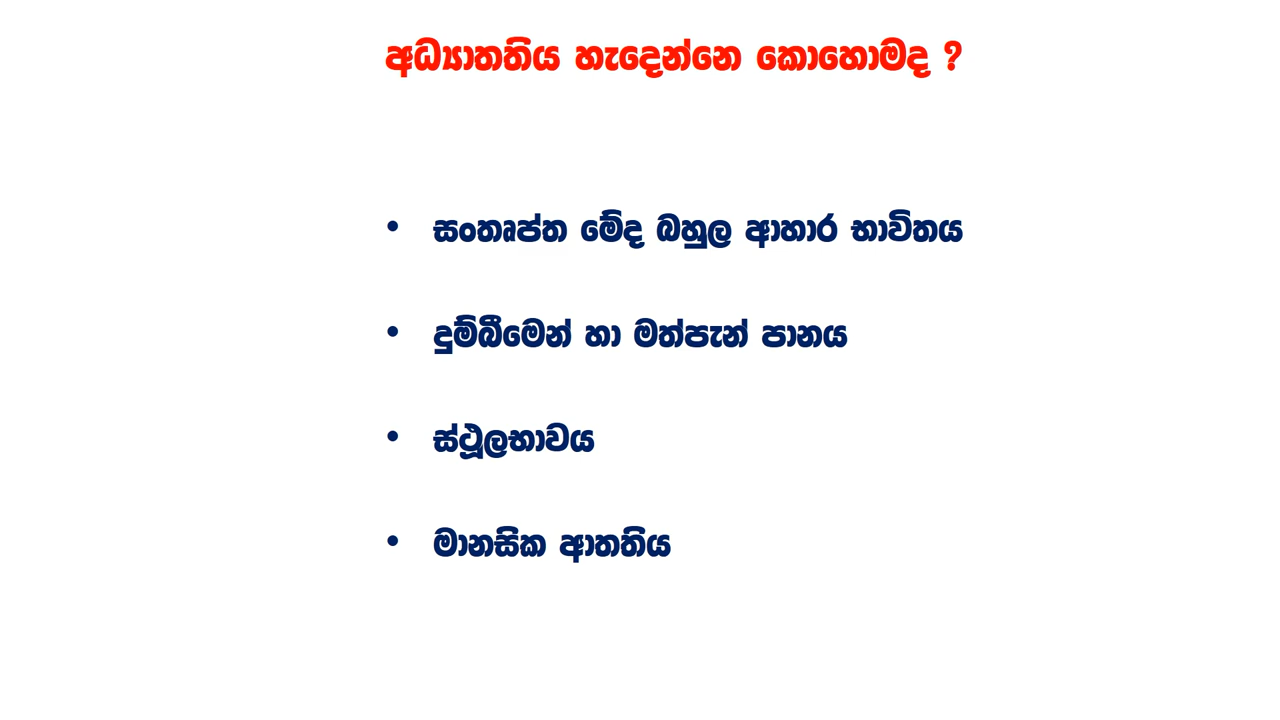 අධ්‍යාතතිය හැදෙන්නෙ කොහොමද ?
• සංතෘප්ත මේද බහුල ආහාර භාවිතය
• දුම්බීමෙන් හා මත්පැන් පානය
• ස්ථූලභාවය
• මානසික ආතතිය